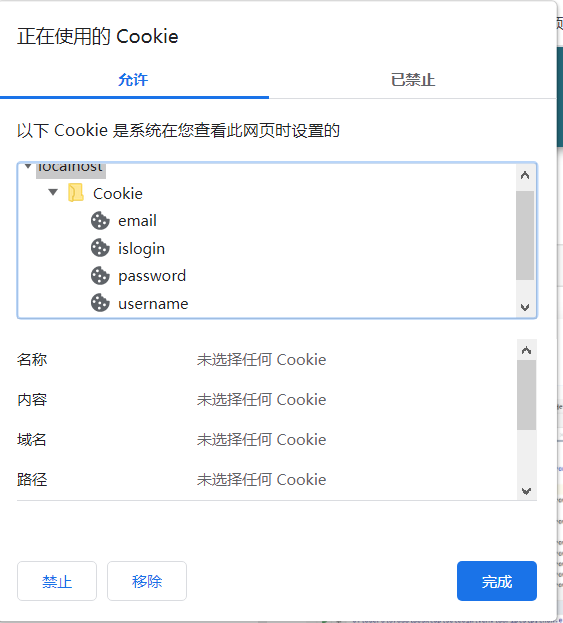 正在使用的 Cookie
允许 已禁止
以下 Cookie 是系统在您查看此网页时设置的
localhost
Cookie
email
islogin
password
username
名称 未选择任何 Cookie
内容 未选择任何 Cookie
域名 未选择任何 Cookie
路径 未选择任何 Cookie
禁止 移除 完成